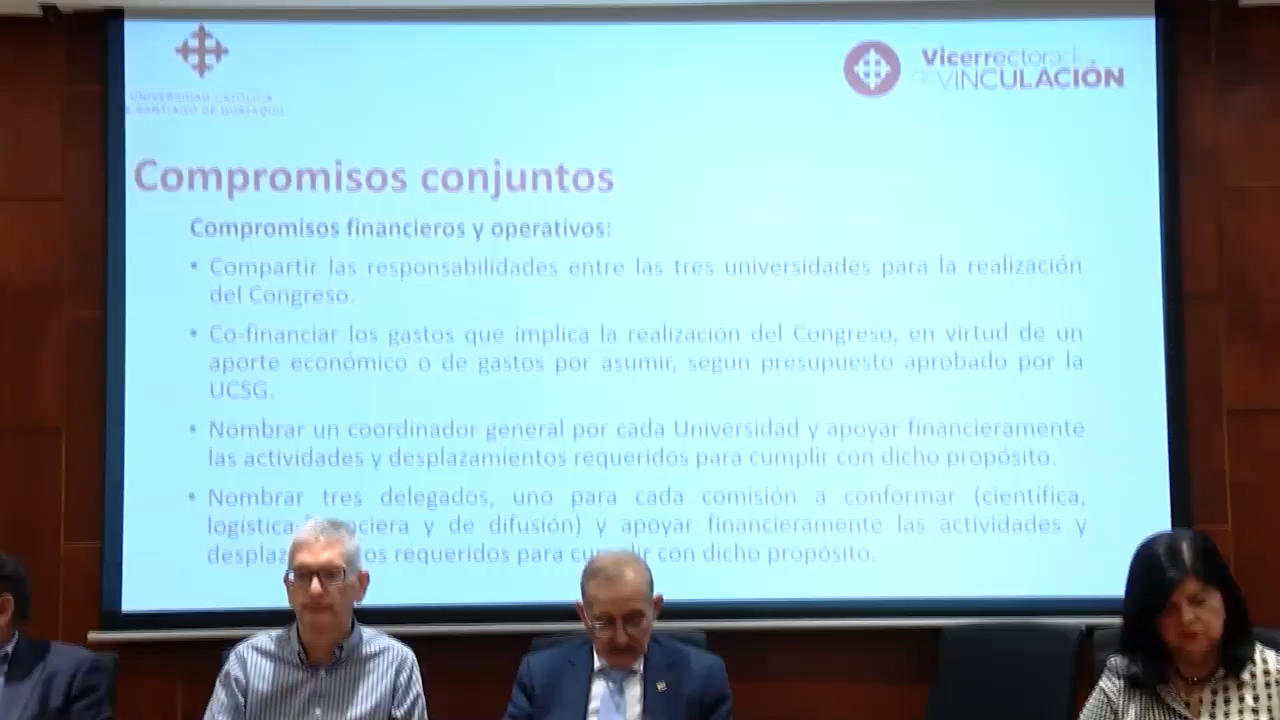 UNIVERSIDAD CATÓLICA
DE SANTIAGO DE GUAYAQUIL
Vicerrectorado
de VINCULACIÓN
Compromisos conjuntos
Compromisos financieros y operativos:
• Compartir las responsabilidades entre las tres universidades para la realización
del Congreso.
• Co-financiar los gastos que implica la realización del Congreso, en virtud de un
aporte económico o de gastos por asumir, según presupuesto aprobado por la
UCSG.
• Nombrar un coordinador general por cada Universidad y apoyar financieramente
las actividades y desplazamientos requeridos para cumplir con dicho propósito.
• Nombrar tres delegados, uno para cada comisión a conformar (científica,
logística y de difusión) y apoyar financieramente las actividades y
requeridos para con dicho propósito.